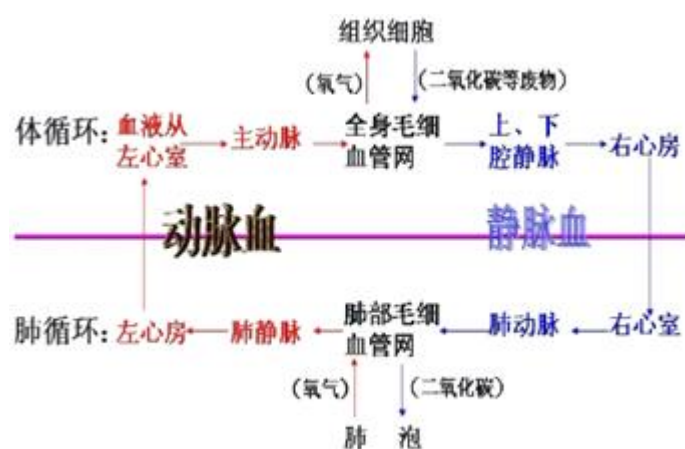 组织细胞
(氧气)
(二氧化碳等废物)
体循环：
血液从
左心室
主动脉
全身毛细
血管网
上、下
腔静脉
右心房
动脉血
静脉血
肺循环：
左心房
肺静脉
肺部毛细
血管网
肺动脉
右心室
(氧气)
(二氧化碳)
肺 泡